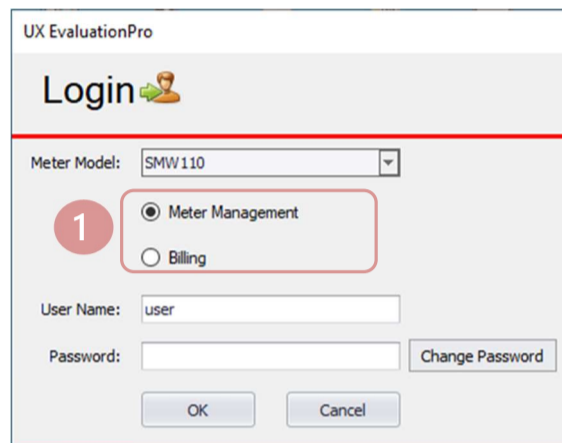 UX EvaluationPro
Login
Meter Model: SMW110
1
Meter Management
Billing
User Name: user
Password: Change Password
OK Cancel